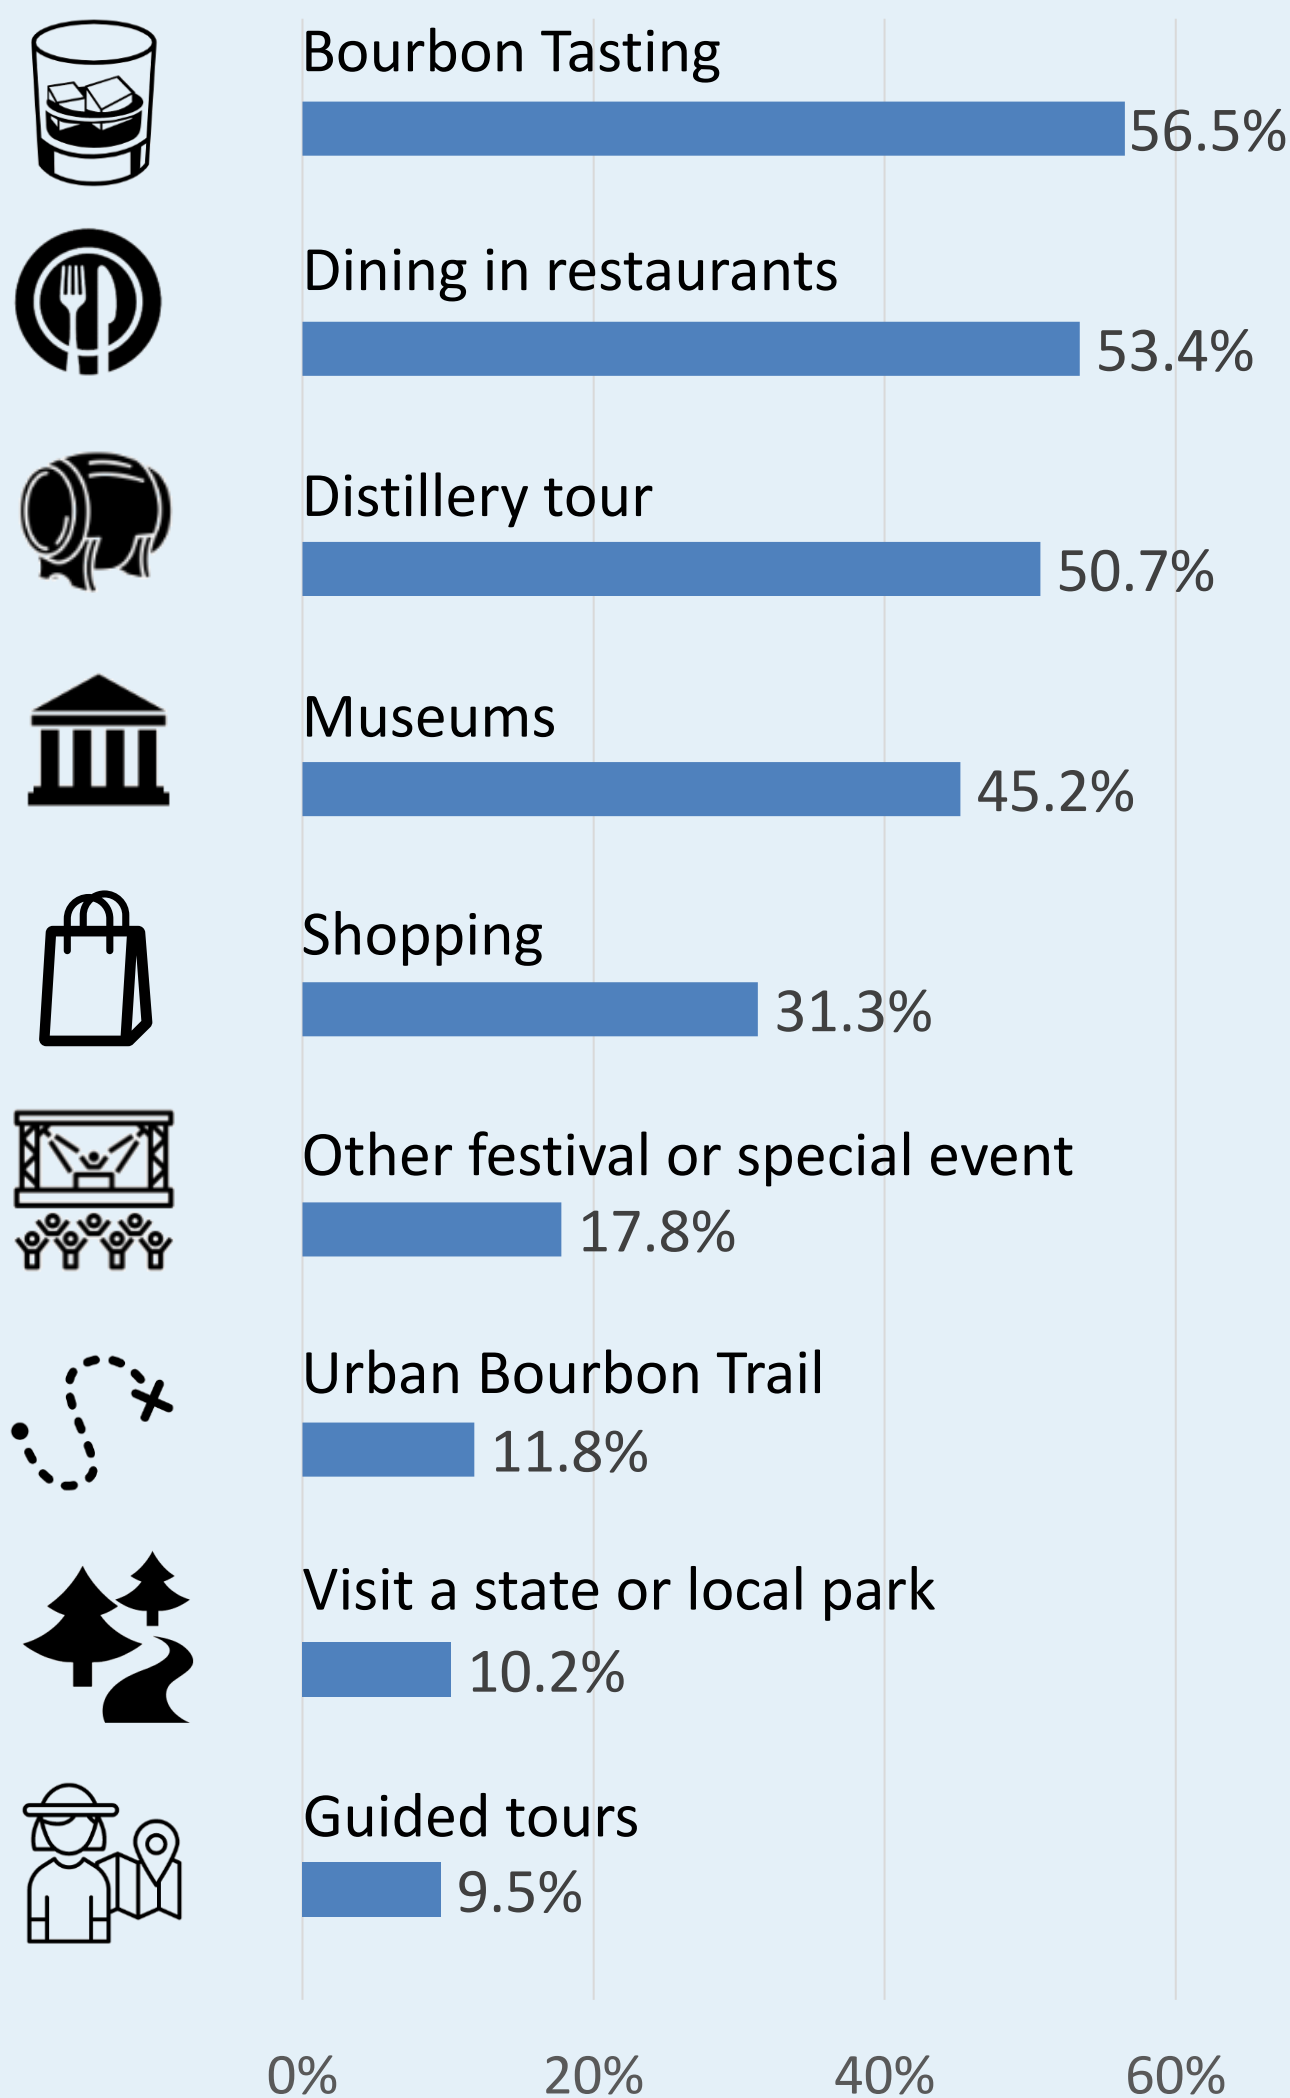 Bourbon Tasting
56.5%
Dining in restaurants
53.4%
Distillery tour
50.7%
Museums
45.2%
Shopping
31.3%
Other festival or special event
17.8%
Urban Bourbon Trail
11.8%
Visit a state or local park
10.2%
Guided tours
9.5%
0% 20% 40% 60%